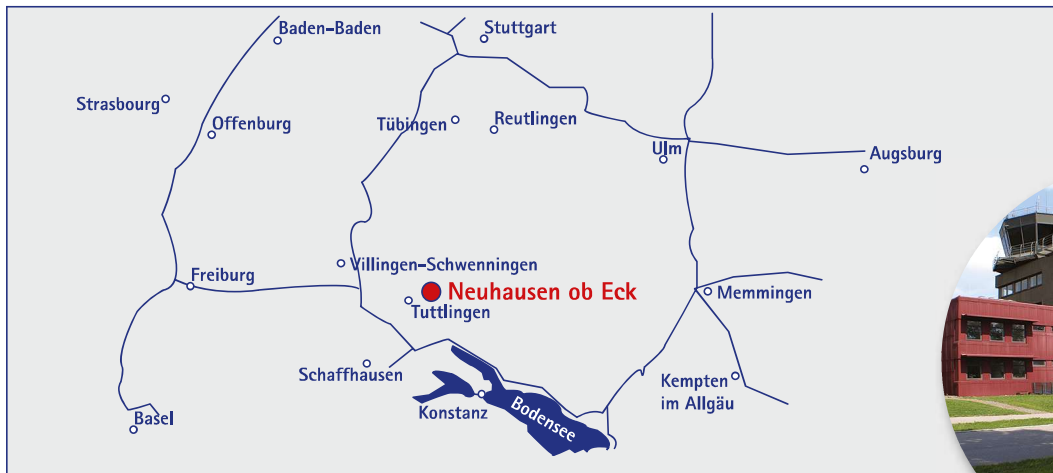 Baden-Baden
Stuttgart
Strasbourg
Offenburg
Tübingen
Reutlingen
Ulm
Augsburg
Villingen-Schwenningen
Freiburg
Neuhausen ob Eck
Memmingen
Tuttlingen
Schaffhausen
Konstanz
Bodensee
Kempten
im Allgäu
Basel